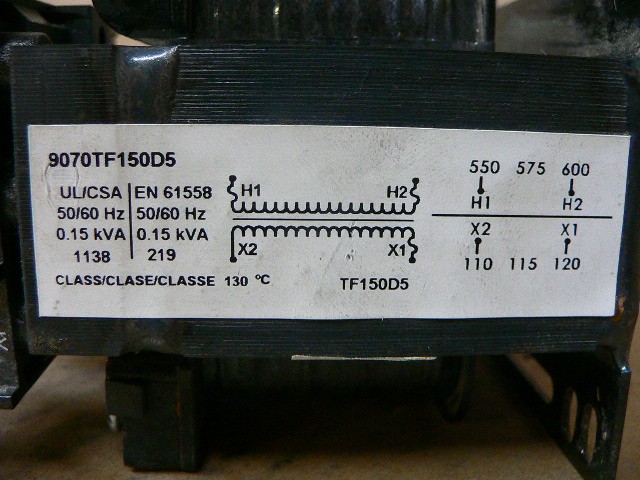 9070TF150D5
UL/CSA EN 61558
50/60 Hz 50/60 Hz
0.15 kVA 0.15 kVA
1138 219
CLASS/CLASE/CLASSE 130 °C
H1 H2
X2 X1
TF150D5
550 575 600
H1 H2
X2 X1
110 115 120